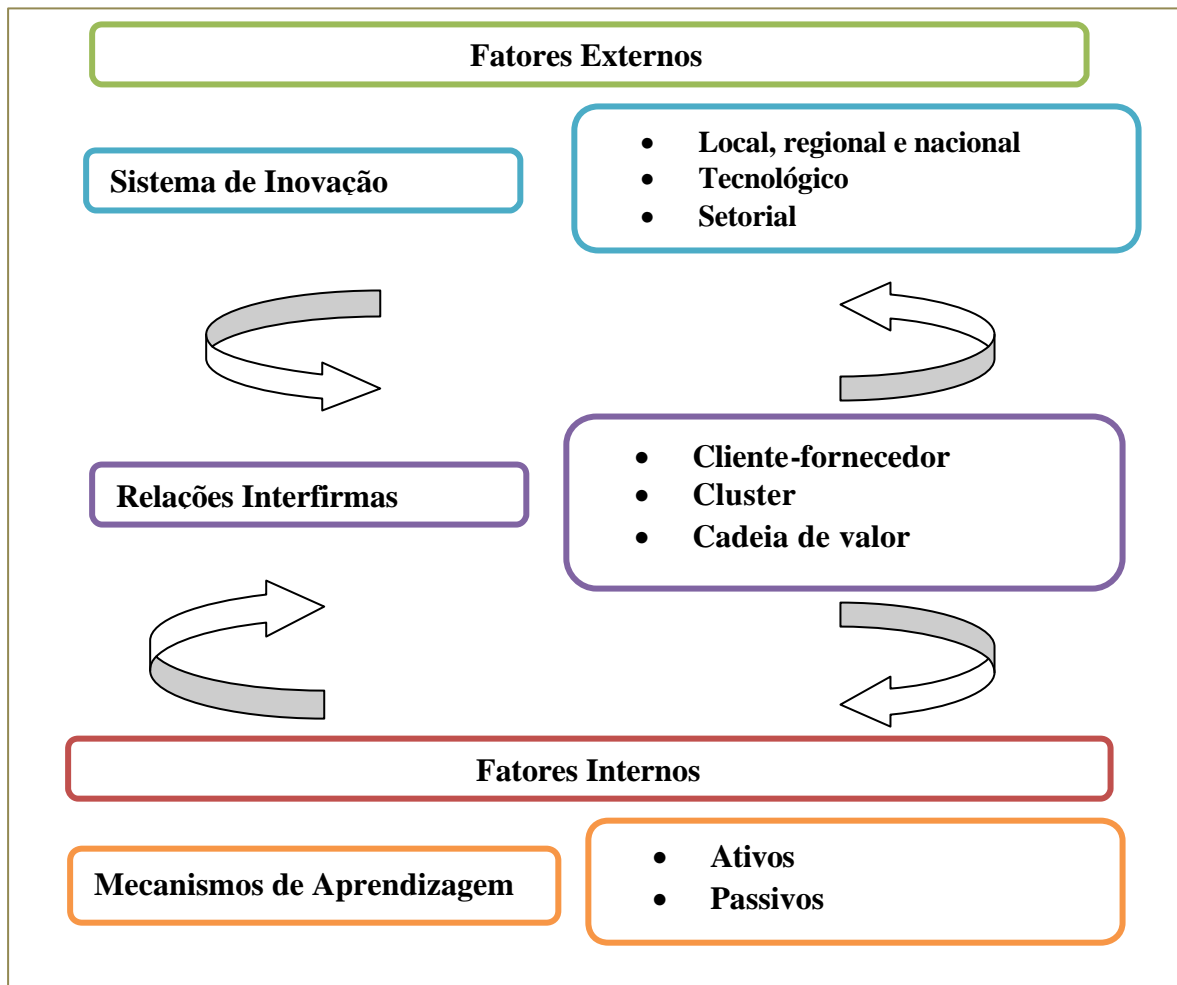 Fatores Externos
Sistema de Inovação
• Local, regional e nacional
• Tecnológico
• Setorial
Relações Interfirmas
• Cliente-fornecedor
• Cluster
• Cadeia de valor
Fatores Internos
Mecanismos de Aprendizagem
• Ativos
• Passivos